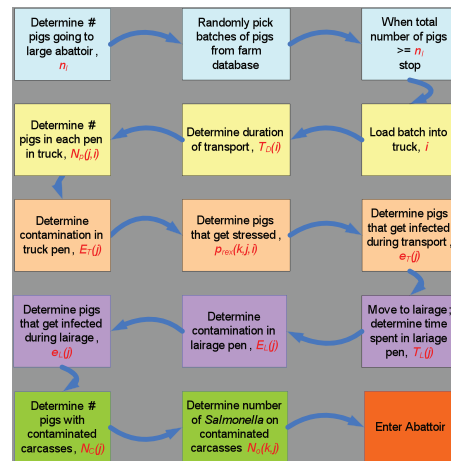 Determine #
pigs going to
large abattoir ,
nl
Randomly pick
batches of pigs
from farm
database
When total
number of pigs
>= nl
stop
Determine #
pigs in each pen
in truck, Np(j,i)
Determine duration
of transport, TD(i)
Load batch into
truck, i
Determine
contamination in
truck pen, ET(j)
Determine pigs
that get stressed ,
prex(k,j,i)
Determine pigs
that get infected
during transport ,
eT(j)
Determine pigs
that get infected
during lairage ,
eL(j)
Determine
contamination in
lairage pen, EL(j)
Move to lairage ;
determine time
spent in lariage
pen, TL(j)
Determine #
pigs with
contaminated
carcasses, NC(j)
Determine number
of Salmonella on
contaminated
carcasses N0(k,j)
Enter Abattoir